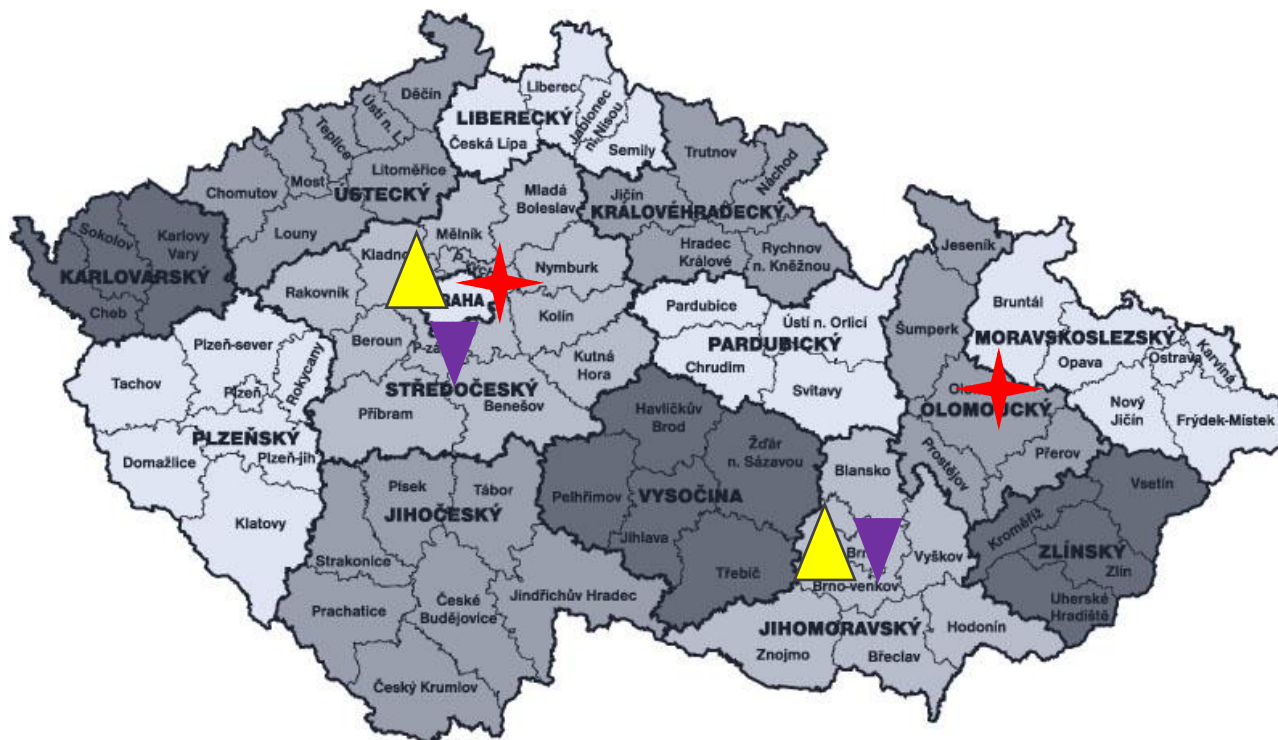 Děčín
Liberec
Jablonec
n. Nisou
LIBERECKÝ
Česká Lípa
Semily
Ústí n. L.
Teplice
Most
Litoměřice
Chomutov
ÚSTECKÝ
Louny
Trutnov
Náchod
Jičín
KRÁLOVÉHRADECKÝ
Hradec
Králové
Rychnov
n. Kněžnou
Mladá
Boleslav
Mělník
Kladno
Nymburk
Rakovník
Kolín
Beroun
Kutná
Hora
STŘEDOČESKÝ
Benešov
Příbram
Sokolov
Karlovy
Vary
KARLOVARSKÝ
Cheb
Plzeň-sever
Rokycany
Tachov
Plzeň
PLZEŇSKÝ
Plzeň-jih
Domažlice
Klatovy
Pardubice
Ústí n. Orlicí
PARDUBICKÝ
Chrudim
Svitavy
Jeseník
Šumperk
Bruntál
MORAVSKOSLEZSKÝ
Opava
Ostrava
Karviná
Nový
Jičín
Frýdek-Místek
OLOMOUCKÝ
Přerov
Prostějov
Havlíčkův
Brod
Žďár
n. Sázavou
Pelhřimov
VYSOČINA
Jihlava
Třebíč
Písek
Tábor
JIHOČESKÝ
Strakonice
Prachatice
České
Budějovice
Jindřichův Hradec
Český Krumlov
Blansko
Vyškov
Brno-venkov
JIHOMORAVSKÝ
Znojmo
Břeclav
Hodonín
Vsetín
Kroměříž
ZLÍNSKÝ
Zlín
Uherské
Hradiště